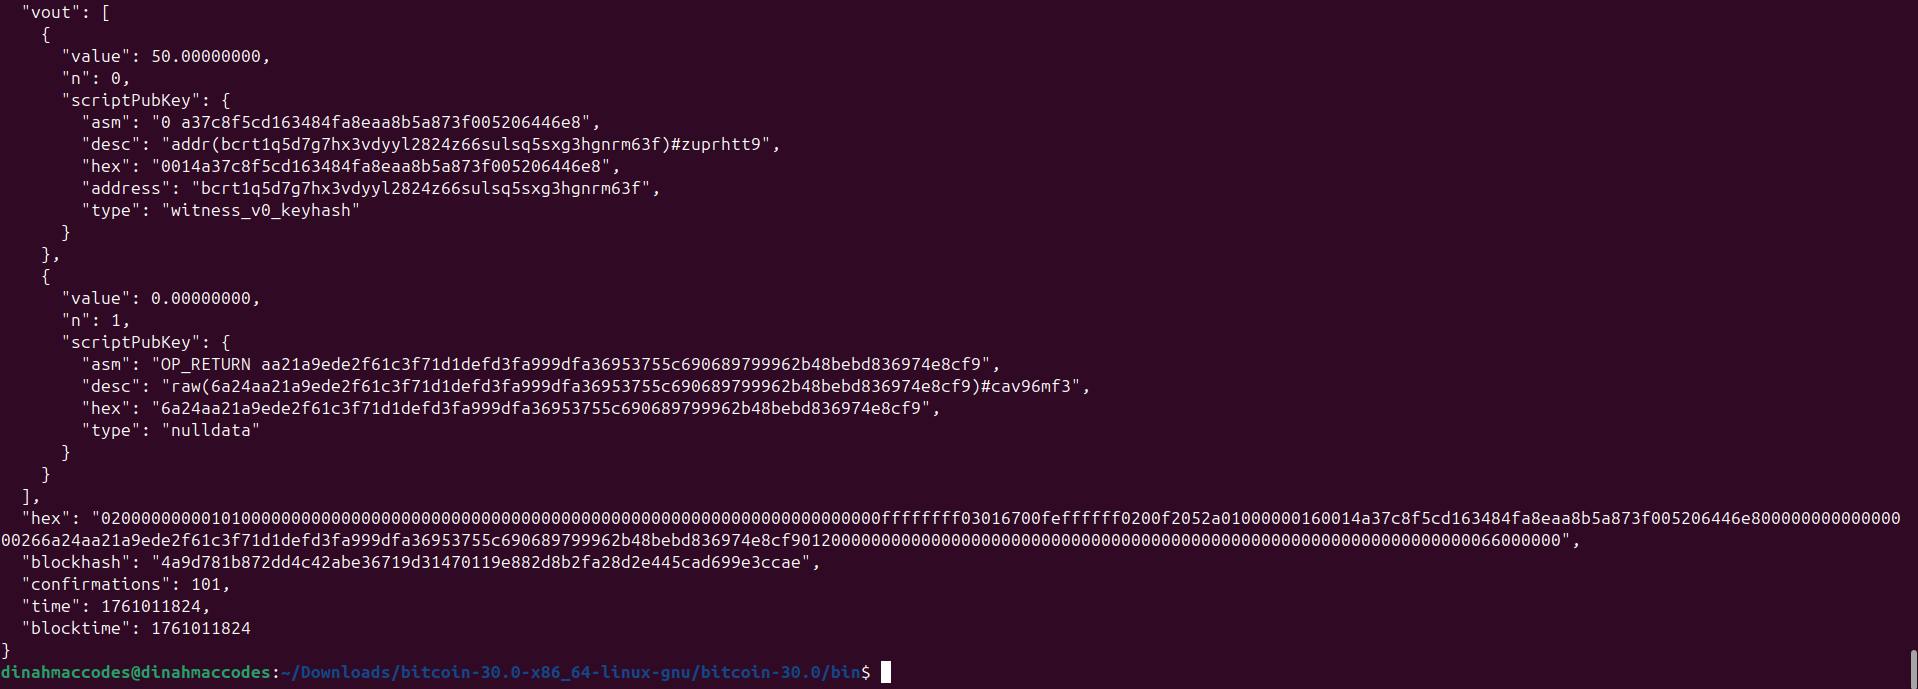 "vout": [
{
"value": 50.00000000,
"n": 0,
"scriptPubKey": {
"asm": "0 a37c8f5cd163484fa8eaa8b5a873f005206446e8",
"desc": "addr(bcrt1q5d7g7hx3vdyyl2824z66sulsq5sxg3hgnrm63f)#zuprhtt9",
"hex": "0014a37c8f5cd163484fa8eaa8b5a873f005206446e8",
"address": "bcrt1q5d7g7hx3vdyyl2824z66sulsq5sxg3hgnrm63f",
"type": "witness_v0_keyhash"
}
},
{
"value": 0.00000000,
"n": 1,
"scriptPubKey": {
"asm": "OP_RETURN aa21a9ede2f61c3f71d1defd3fa999dfa36953755c690689799962b48bebd836974e8cf9",
"desc": "raw(6a24aa21a9ede2f61c3f71d1defd3fa999dfa36953755c690689799962b48bebd836974e8cf9)#cav96mf3",
"hex": "6a24aa21a9ede2f61c3f71d1defd3fa999dfa36953755c690689799962b48bebd836974e8cf9",
"type": "nulldata"
}
}
],
"hex": "020000000001010000000000000000000000000000000000000000000000000000000000000000ffffffff03016700feffffff0200f2052a01000000160014a37c8f5cd163484fa8eaa8b5a873f005206446e8000000000000000
00266a24aa21a9ede2f61c3f71d1defd3fa999dfa36953755c690689799962b48bebd836974e8cf90120000000000000000000000000000000000000000000000000000000000000000066000000",
"blockhash": "4a9d781b872dd4c42abe36719d31470119e882d8b2fa28d2e445cad699e3ccae",
"confirmations": 101,
"time": 1761011824,
"blocktime": 1761011824
}
dinahmaccodes@dinahmaccodes:~/Downloads/bitcoin-30.0-x86_64-linux-gnu/bitcoin-30.0/bin$